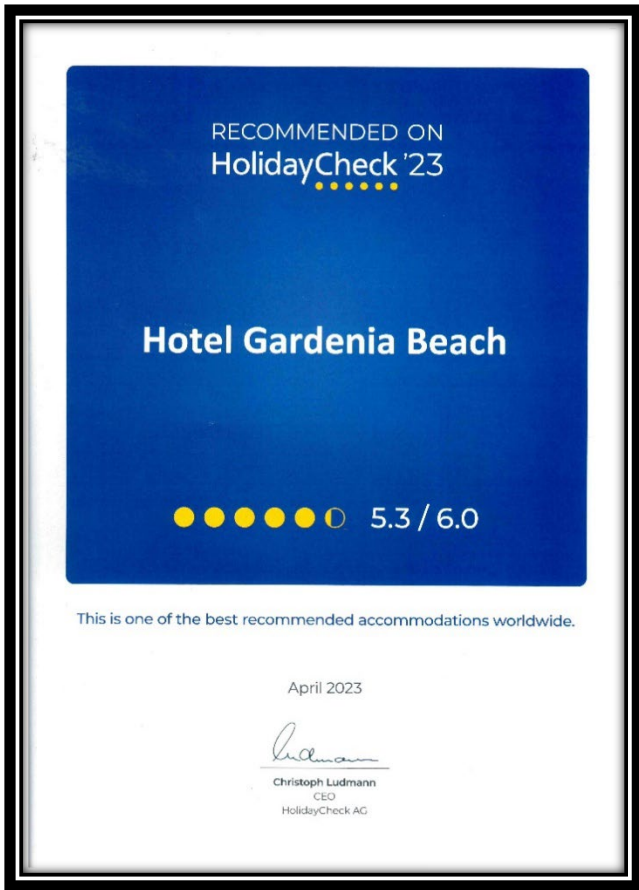 RECOMMENDED ON
HolidayCheck '23
Hotel Gardenia Beach
5.3 / 6.0
This is one of the best recommended accommodations worldwide.
April 2023
Ludmann
Christoph Ludmann
CEO
HolidayCheck AG